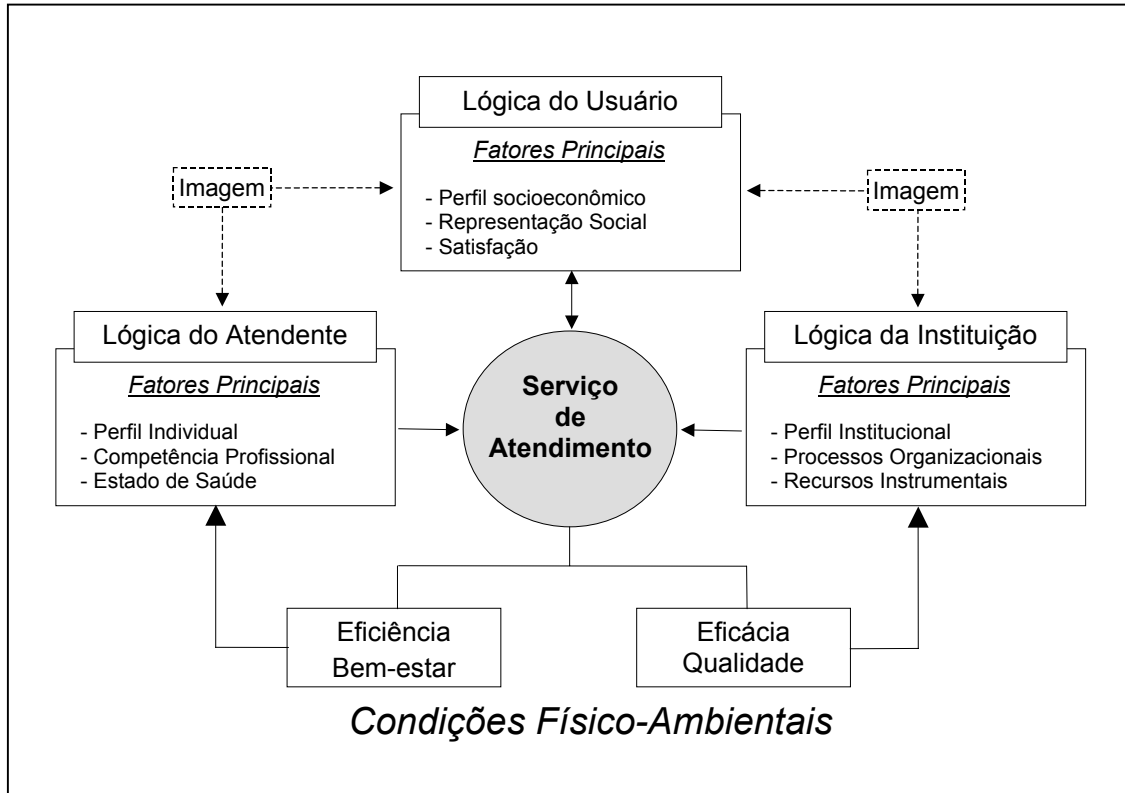 Lógica do Usuário
Fatores Principais
- Perfil socioeconômico
- Representação Social
- Satisfação
Imagem
Imagem
Lógica do Atendente
Fatores Principais
- Perfil Individual
- Competência Profissional
- Estado de Saúde
Serviço
de
Atendimento
Lógica da Instituição
Fatores Principais
- Perfil Institucional
- Processos Organizacionais
- Recursos Instrumentais
Eficiência
Bem-estar
Eficácia
Qualidade
Condições Físico-Ambientais